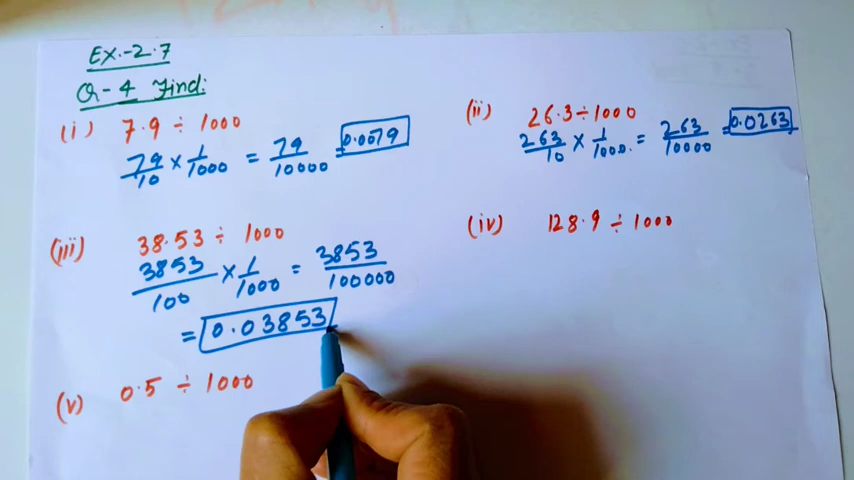 Ex.-2.7
Q-4 Find:
(i) 7.9 ÷ 1000
79/10 × 1/1000 = 79/10000 = 0.0079
(ii) 26.3 ÷ 1000
263/10 × 1/1000. = 263/10000 = 0.0263
(iii) 38.53 ÷ 1000
3853/100 × 1/1000 = 3853/100000
= 0.03853
(iv) 128.9 ÷ 1000
(v) 0.5 ÷ 1000